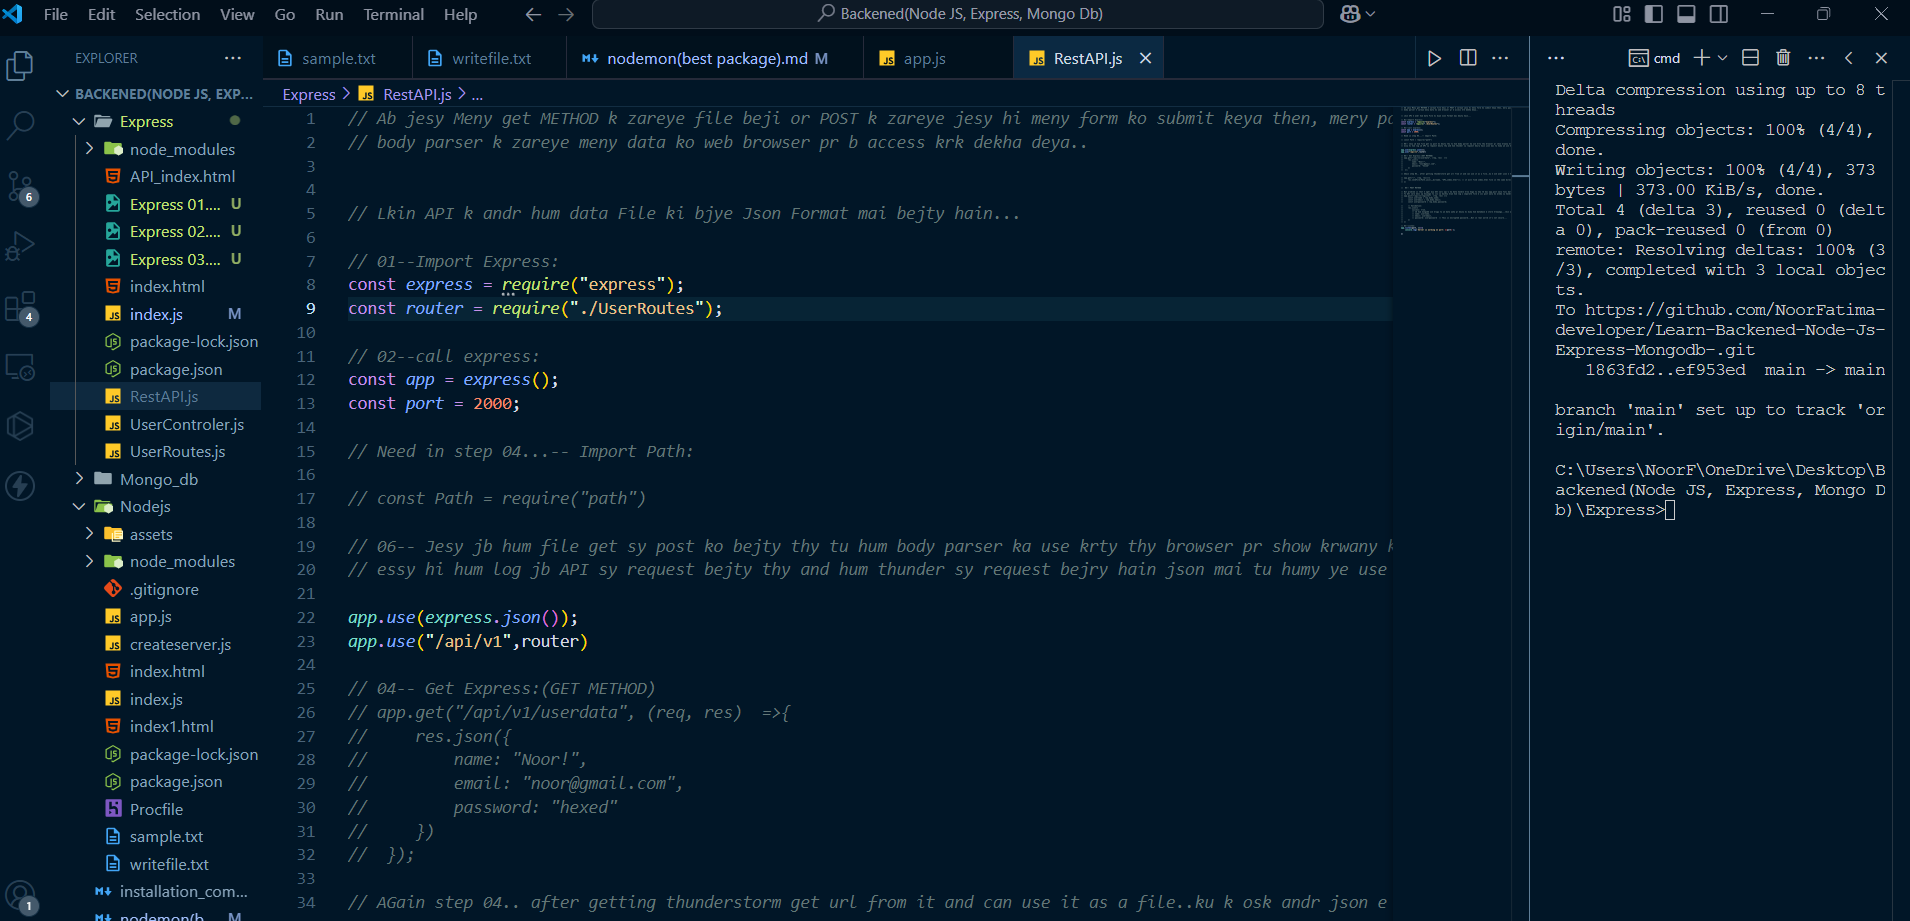 File Edit Selection View Go Run Terminal Help
Backened(Node JS, Express, Mongo Db)
EXPLORER
BACKENED(NODE JS, EXP...
Express
node_modules
API_index.html
Express 01.... U
Express 02.... U
Express 03.... U
index.html
index.js M
package-lock.json
package.json
RestAPI.js
UserControler.js
UserRoutes.js
Mongo_db
Nodejs
assets
node_modules
.gitignore
app.js
createserver.js
index.html
index.js
index1.html
package-lock.json
package.json
Procfile
sample.txt
writefile.txt
installation_com...
nodemon(b... M
6
4
1
sample.txt
writefile.txt
nodemon(best package).md M
app.js
RestAPI.js
Express > RestAPI.js > ...
1 // Ab jesy Meny get METHOD k zareye file beji or POST k zareye jesy hi meny form ko submit keya then, mery
2 // body parser k zareye meny data ko web browser pr b access krk dekha deya..
3
4
5 // Lkin API k andr hum data File ki bjye Json Format mai bejty hain...
6
7 // 01--Import Express:
8 const express = require("express");
9 const router = require("./UserRoutes");
10
11 // 02--call express:
12 const app = express();
13 const port = 2000;
14
15 // Need in step 04...-- Import Path:
16
17 // const Path = require("path")
18
19 // 06-- Jesy jb hum file get sy post ko bejty thy tu hum body parser ka use krty thy browser pr show krwany
20 // essy hi hum log jb API sy request bejty thy and hum thunder sy request bejry hain json mai tu humy ye use
21
22 app.use(express.json());
23 app.use("/api/v1",router)
24
25 // 04-- Get Express:(GET METHOD)
26 // app.get("/api/v1/userdata", (req, res) =>{
27 // res.json({
28 // name: "Noor!",
29 // email: "noor@gmail.com",
30 // password: "hexed"
31 // })
32 // });
33
34 // AGain step 04.. after getting thunderstorm get url from it and can use it as a file..ku k osk andr json e
cmd
Delta compression using up to 8 t
hreads
Compressing objects: 100% (4/4),
done.
Writing objects: 100% (4/4), 373
bytes | 373.00 KiB/s, done.
Total 4 (delta 3), reused 0 (delt
a 0), pack-reused 0 (from 0)
remote: Resolving deltas: 100% (3
/3), completed with 3 local objec
ts.
To https://github.com/NoorFatima-
developer/Learn-Backened-Node-Js-
Express-Mongodb-.git
1863fd2..ef953ed main -> main
branch 'main' set up to track 'or
igin/main'.
C:\Users\NoorF\OneDrive\Desktop\B
ackened(Node JS, Express, Mongo D
b)\Express>